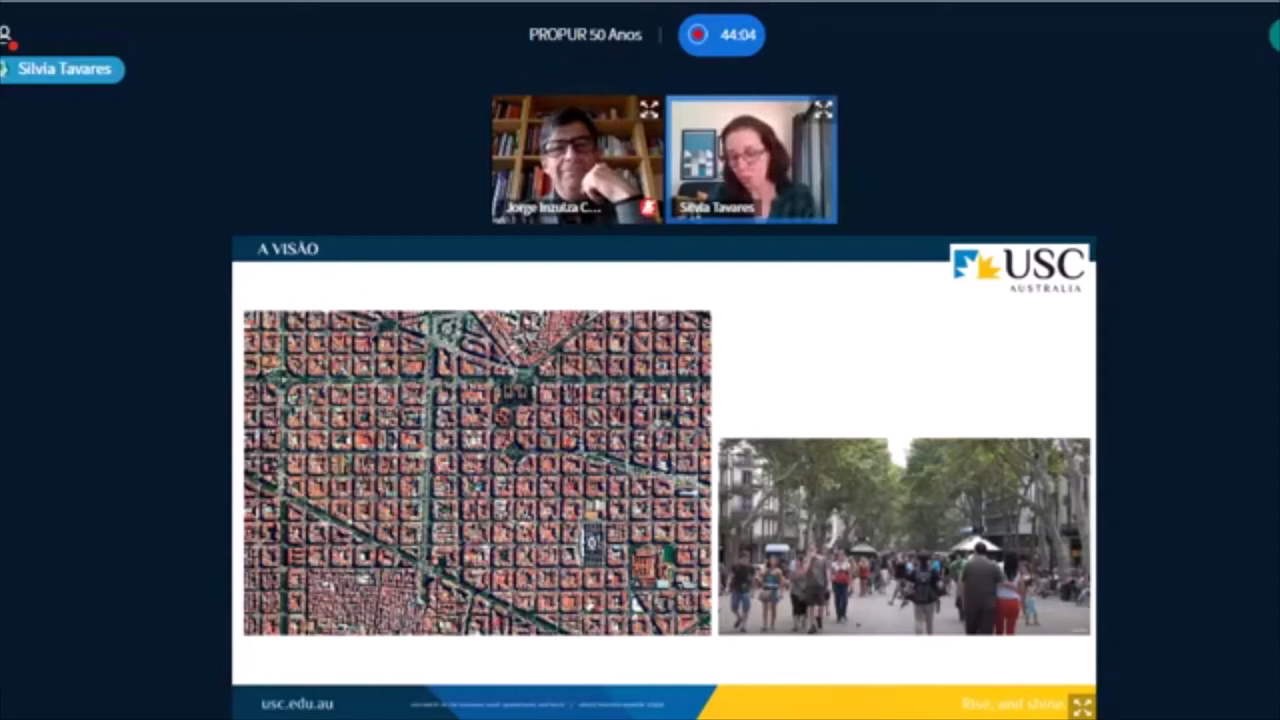 PROPUR 50 Anos
44:04
Silvia Tavares
Jorge Inzulza C...
Silvia Tavares
A VISÃO
USC
AUSTRALIA
usc.edu.au
Rise, and shine.